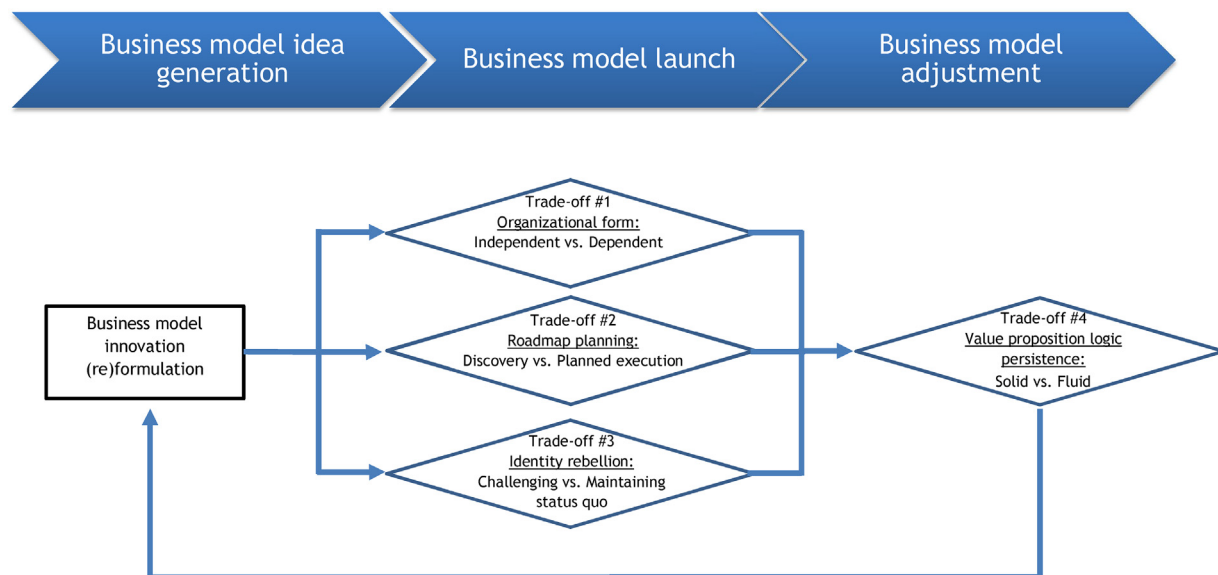 Business model idea
generation
Business model launch
Business model
adjustment
Trade-off #1
Organizational form:
Independent vs. Dependent
Business model
innovation
(re)formulation
Trade-off #2
Roadmap planning:
Discovery vs. Planned execution
Trade-off #4
Value proposition logic
persistence:
Solid vs. Fluid
Trade-off #3
Identity rebellion:
Challenging vs. Maintaining
status quo